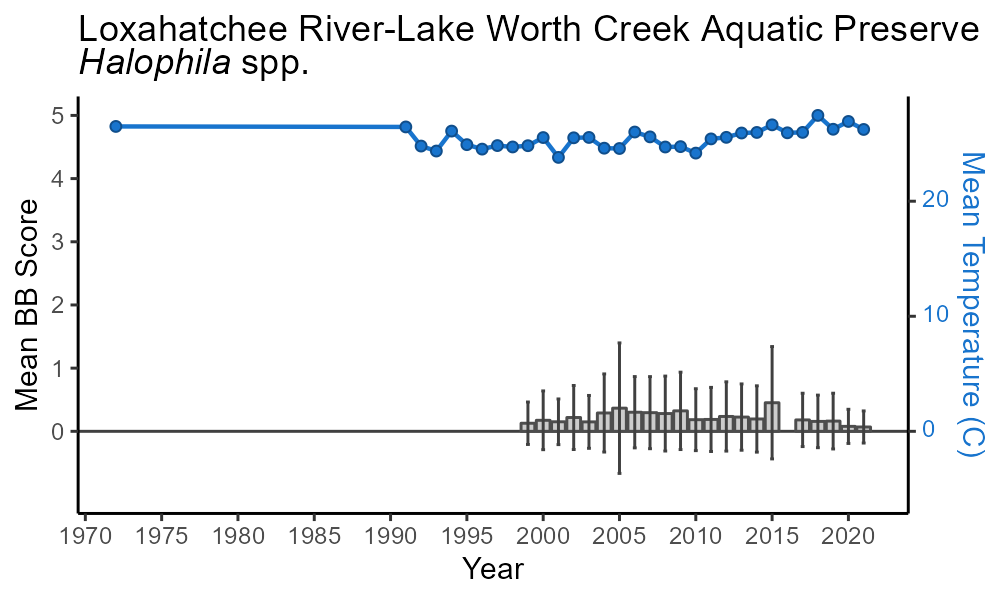 Loxahatchee River-Lake Worth Creek Aquatic Preserve
Halophila spp.
Mean BB Score
5
4
3
2
1
0
20
10
0
Mean Temperature (C)
1970 1975 1980 1985 1990 1995 2000 2005 2010 2015 2020
Year